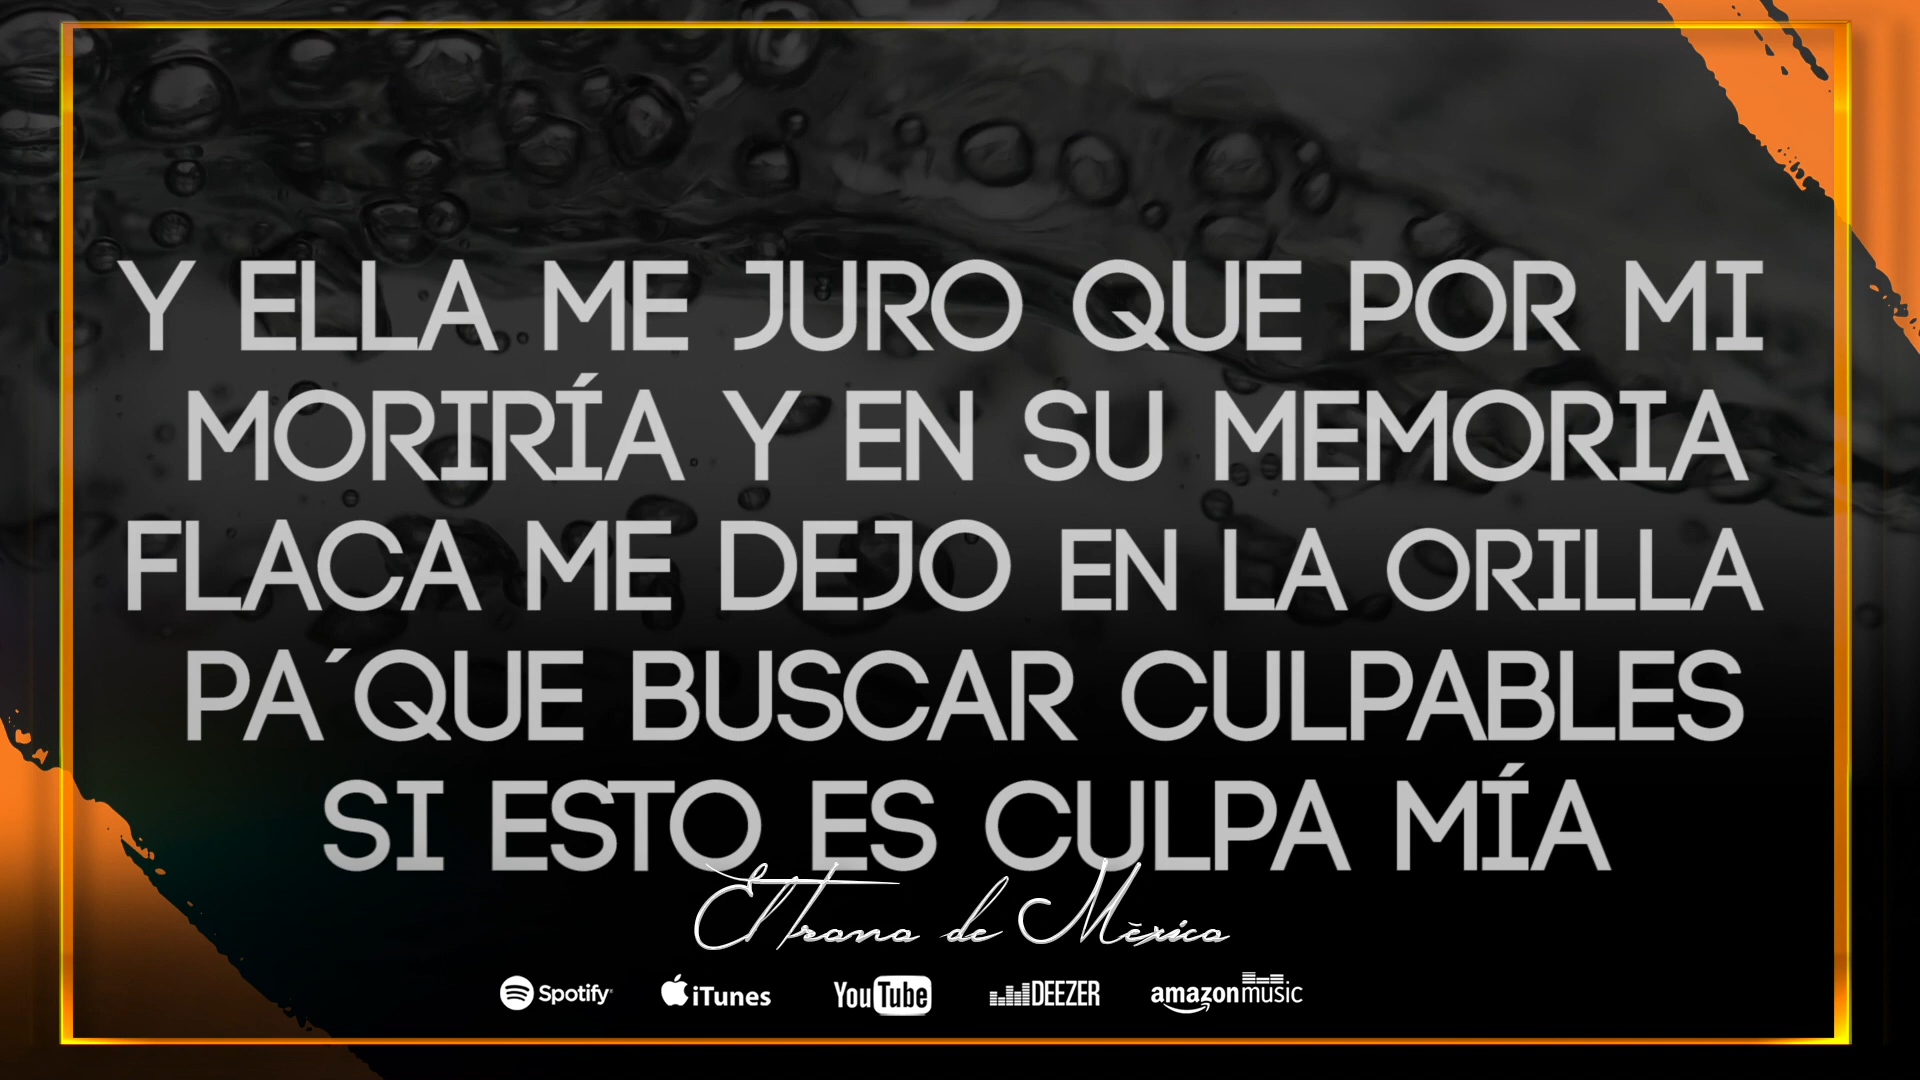 Y ELLA ME JURO QUE POR MI
MORIRÍA Y EN SU MEMORIA
FLACA ME DEJO EN LA ORILLA
PA´QUE BUSCAR CULPABLES
SI ESTO ES CULPA MÍA
El Trono de México
Spotify
iTunes
YouTube
DEEZER
amazon music